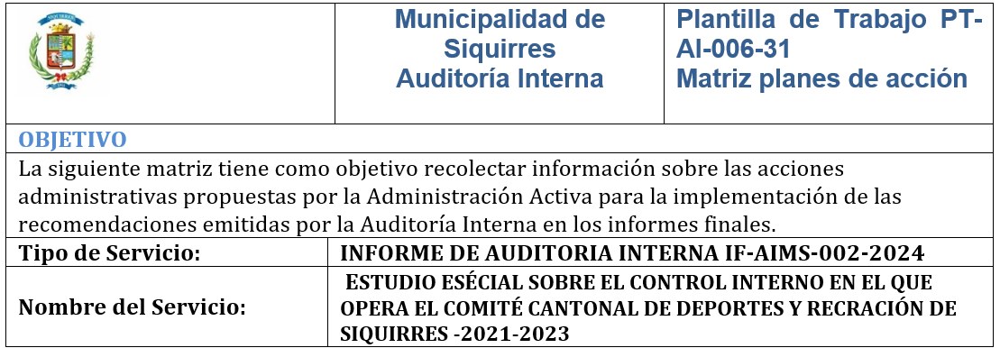 Municipalidad de
Siquirres
Auditoría Interna
Plantilla de Trabajo PT-
AI-006-31
Matriz planes de acción
OBJETIVO
La siguiente matriz tiene como objetivo recolectar información sobre las acciones
administrativas propuestas por la Administración Activa para la implementación de las
recomendaciones emitidas por la Auditoría Interna en los informes finales.
Tipo de Servicio:
INFORME DE AUDITORIA INTERNA IF-AIMS-002-2024
Nombre del Servicio:
ESTUDIO ESÉCIAL SOBRE EL CONTROL INTERNO EN EL QUE
OPERA EL COMITÉ CANTONAL DE DEPORTES Y RECRACIÓN DE
SIQUIRRES -2021-2023